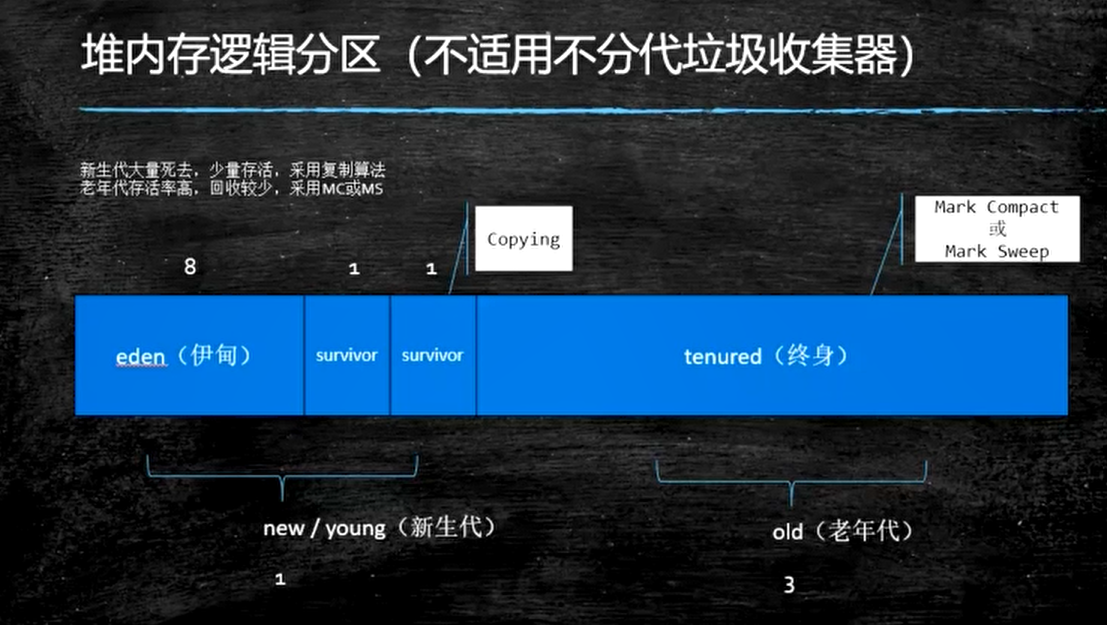 堆内存逻辑分区（不适用不分代垃圾收集器）
新生代大量死去，少量存活，采用复制算法
老年代存活率高，回收较少，采用MC或MS
8
1
1
Copying
Mark Compact
或
Mark Sweep
eden（伊甸）
survivor
survivor
tenured（终身）
new / young（新生代）
old（老年代）
1
3